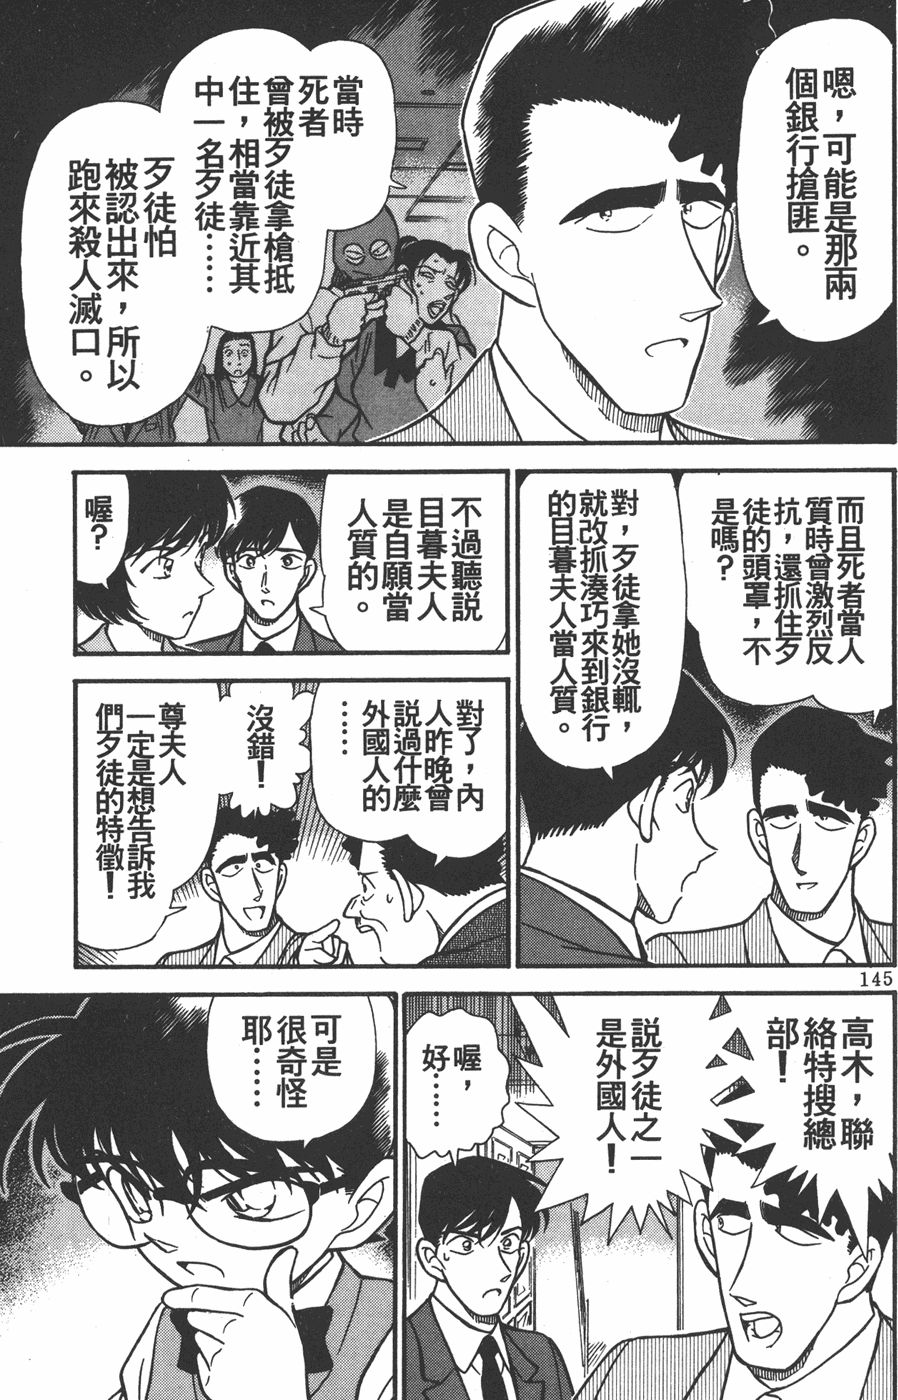 嗯，可能是那兩
個銀行搶匪。
當時
死者
曾被歹徒拿槍抵
住，相當靠近其
中一名歹徒……
歹徒怕
被認出來，所以
跑來殺人滅口。
而且死者當人
質時曾激烈反
抗，還抓住歹
徒的頭罩，不
是嗎？
對，歹徒拿她沒輒，
就改抓湊巧來到銀行
的目暮夫人當人質。
不過聽説
目暮夫人
是自願當
人質的。
喔？
對了，內
人昨晚曾
説過什麼
外國人的
……
沒錯！
尊夫人
一定是想告訴我
們歹徒的特徵！
145
高木，聯
絡特搜總
部！
説歹徒之一
是外國人！
喔，
好……
可是
很奇怪
耶……